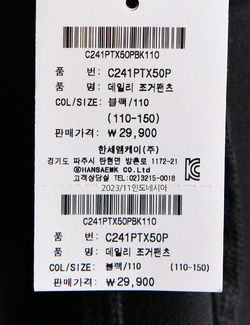 C241PTX50PBK110
품 번: C241PTX50P
품 명: 데일리 조거팬츠
COL/SIZE: 블랙/110
(110-150)
판매가격: ₩29,900
한세엠케이(주)
경기도 파주시 탄현면 방촌로 1172-21
ⓗHANSAEMK CO.Ltd
고객상담실 TEL:02)3215-0018
2023/11인도네시아
C241PTX50PBK110
품 번: C241PTX50P
품 명: 데일리 조거팬츠
COL/SIZE: 블랙/110 (110-150)
판매가격: ₩29,900